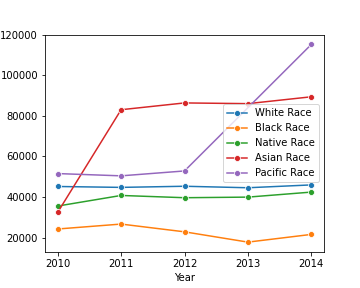 120000
100000
80000
60000
40000
20000
White Race
Black Race
Native Race
Asian Race
Pacific Race
2010 2011 2012 2013 2014
Year